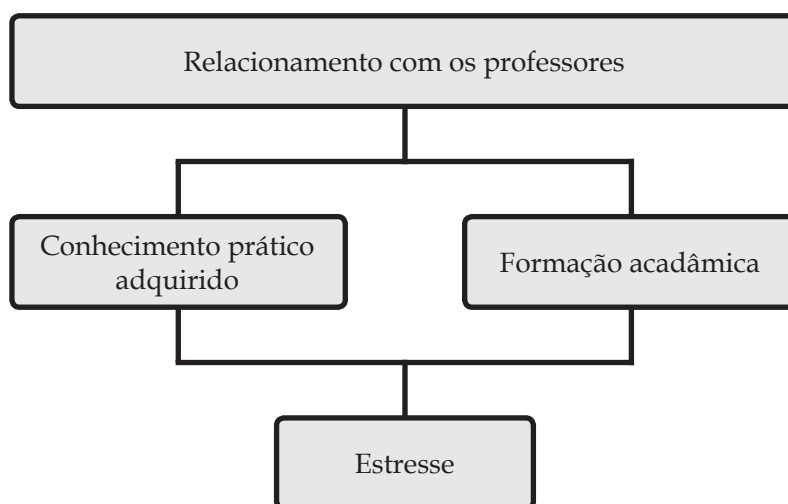 Relacionamento com os professores
Conhecimento prático
adquirido
Formação acadâmica
Estresse